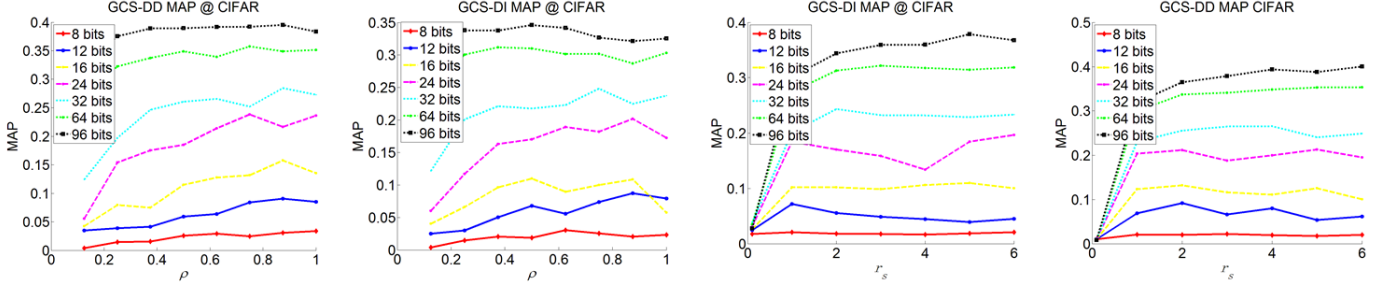 GCS-DD MAP @ CIFAR
0.4
0.35
0.3
0.25
0.2
0.15
0.1
0.05
0
MAP
8 bits
12 bits
16 bits
24 bits
32 bits
64 bits
96 bits
0 0.2 0.4 0.6 0.8 1
ρ
GCS-DI MAP @ CIFAR
0.35
0.3
0.25
0.2
0.15
0.1
0.05
0
MAP
8 bits
12 bits
16 bits
24 bits
32 bits
64 bits
96 bits
0 0.2 0.4 0.6 0.8 1
ρ
GCS-DI MAP @ CIFAR
0.4
0.3
0.2
0.1
0
MAP
8 bits
12 bits
16 bits
24 bits
32 bits
64 bits
96 bits
0 2 4 6
r_s
GCS-DD MAP CIFAR
0.5
0.4
0.3
0.2
0.1
0
MAP
8 bits
12 bits
16 bits
24 bits
32 bits
64 bits
96 bits
0 2 4 6
r_s